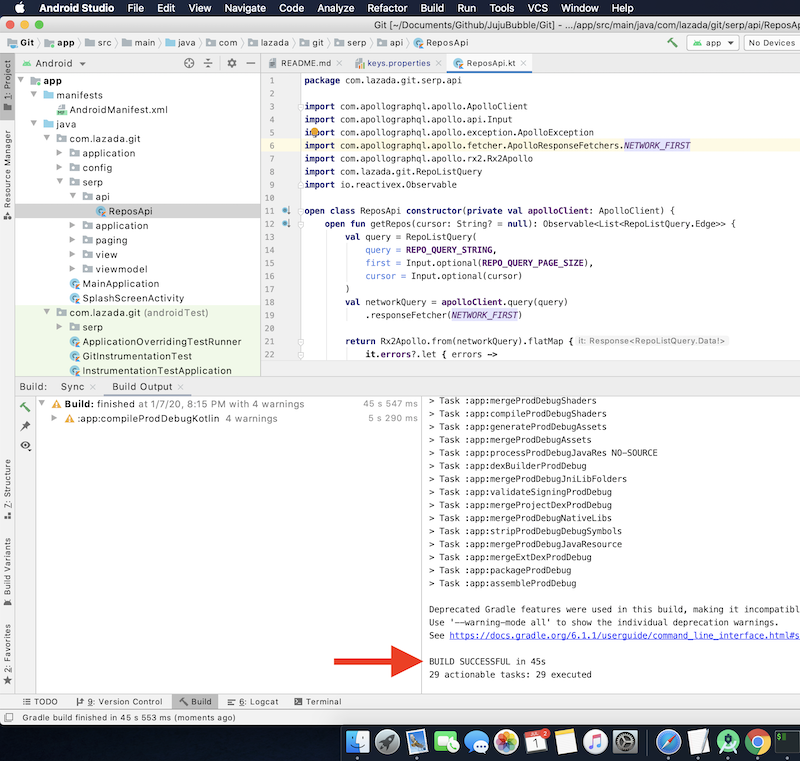 Android Studio File Edit View Navigate Code Analyze Refactor Build Run Tools VCS Window Help
Git [~/Documents/Github/JujuBubble/Git] - .../app/src/main/java/com/lazada/git/serp/api/ReposAp
Git app src main java com lazada git serp api ReposApi
app No Devices
1: Project
Resource Manager
Z: Structure
Build Variants
2: Favorites
Android
README.md × keys.properties × ReposApi.kt ×
app
manifests
AndroidManifest.xml
java
com.lazada.git
application
config
serp
api
ReposApi
application
paging
view
viewmodel
MainApplication
SplashScreenActivity
com.lazada.git (androidTest)
serp
ApplicationOverridingTestRunner
GitInstrumentationTest
InstrumentationTestApplication
1 package com.lazada.git.serp.api
2
3 import com.apollographql.apollo.ApolloClient
4 import com.apollographql.apollo.api.Input
5 import com.apollographql.apollo.exception.ApolloException
6 import com.apollographql.apollo.fetcher.ApolloResponseFetchers.NETWORK_FIRST
7 import com.apollographql.apollo.rx2.Rx2Apollo
8 import com.lazada.git.RepoListQuery
9 import io.reactivex.Observable
10
11 open class ReposApi constructor(private val apolloClient: ApolloClient) {
12 open fun getRepos(cursor: String? = null): Observable<List<RepoListQuery.Edge>> {
13 val query = RepoListQuery(
14 query = REPO_QUERY_STRING,
15 first = Input.optional(REPO_QUERY_PAGE_SIZE),
16 cursor = Input.optional(cursor)
17 )
18 val networkQuery = apolloClient.query(query)
19 .responseFetcher(NETWORK_FIRST)
20
21 return Rx2Apollo.from(networkQuery).flatMap { it: Response<RepoListQuery.Data!>
22 it.errors?.let { errors ->
Build: Sync × Build Output ×
Build: finished at 1/7/20, 8:15 PM with 4 warnings 45 s 547 ms
:app:compileProdDebugKotlin 4 warnings 5 s 290 ms
> Task :app:mergeProdDebugShaders
> Task :app:compileProdDebugShaders
> Task :app:generateProdDebugAssets
> Task :app:mergeProdDebugAssets
> Task :app:processProdDebugJavaRes NO-SOURCE
> Task :app:dexBuilderProdDebug
> Task :app:mergeProdDebugJniLibFolders
> Task :app:validateSigningProdDebug
> Task :app:mergeProjectDexProdDebug
> Task :app:mergeProdDebugNativeLibs
> Task :app:stripProdDebugDebugSymbols
> Task :app:mergeProdDebugJavaResource
> Task :app:mergeExtDexProdDebug
> Task :app:packageProdDebug
> Task :app:assembleProdDebug
Deprecated Gradle features were used in this build, making it incompatibl
Use '--warning-mode all' to show the individual deprecation warnings.
See https://docs.gradle.org/6.1.1/userguide/command_line_interface.html#s
BUILD SUCCESSFUL in 45s
29 actionable tasks: 29 executed
TODO 9: Version Control Build 6: Logcat Terminal
Gradle build finished in 45 s 553 ms (moments ago)
1 2
$